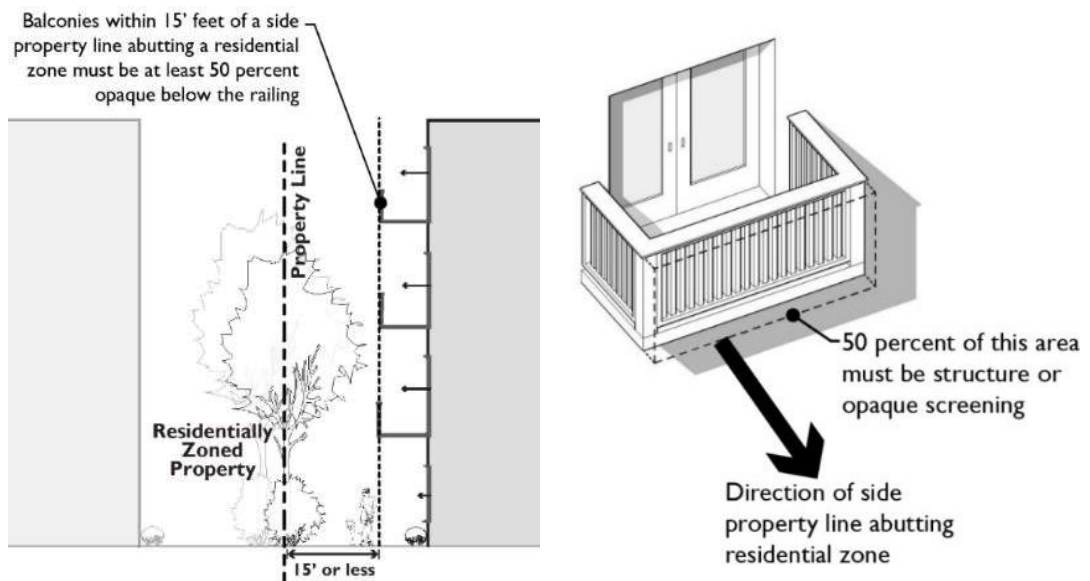 Balconies within 15' feet of a side
property line abutting a residential
zone must be at least 50 percent
opaque below the railing
Property Line
Residentially
Zoned
Property
15' or less
50 percent of this area
must be structure or
opaque screening
Direction of side
property line abutting
residential zone